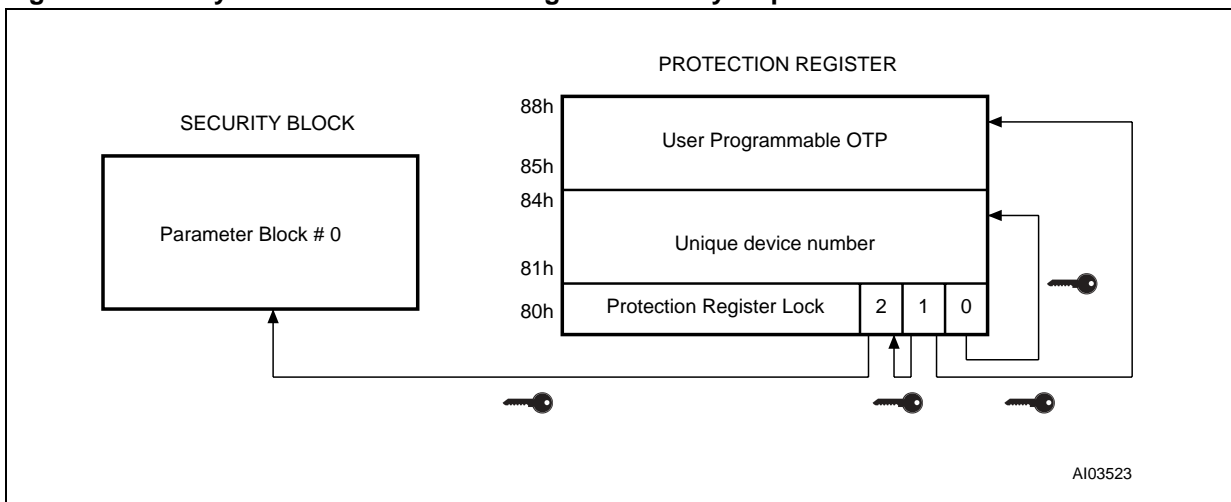 PROTECTION REGISTER
88h
User Programmable OTP
SECURITY BLOCK
85h
84h
Parameter Block # 0
Unique device number
81h
80h
Protection Register Lock 2 1 0
AI03523